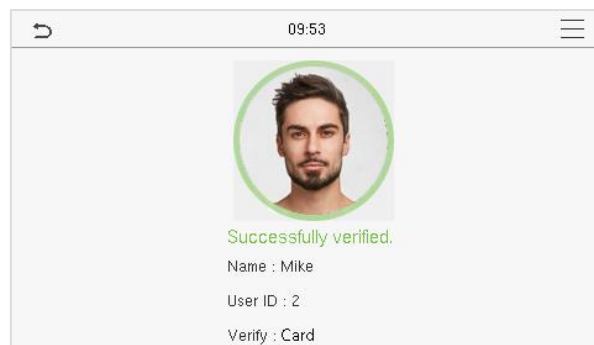 09:53
Successfully verified.
Name : Mike
User ID : 2
Verify : Card